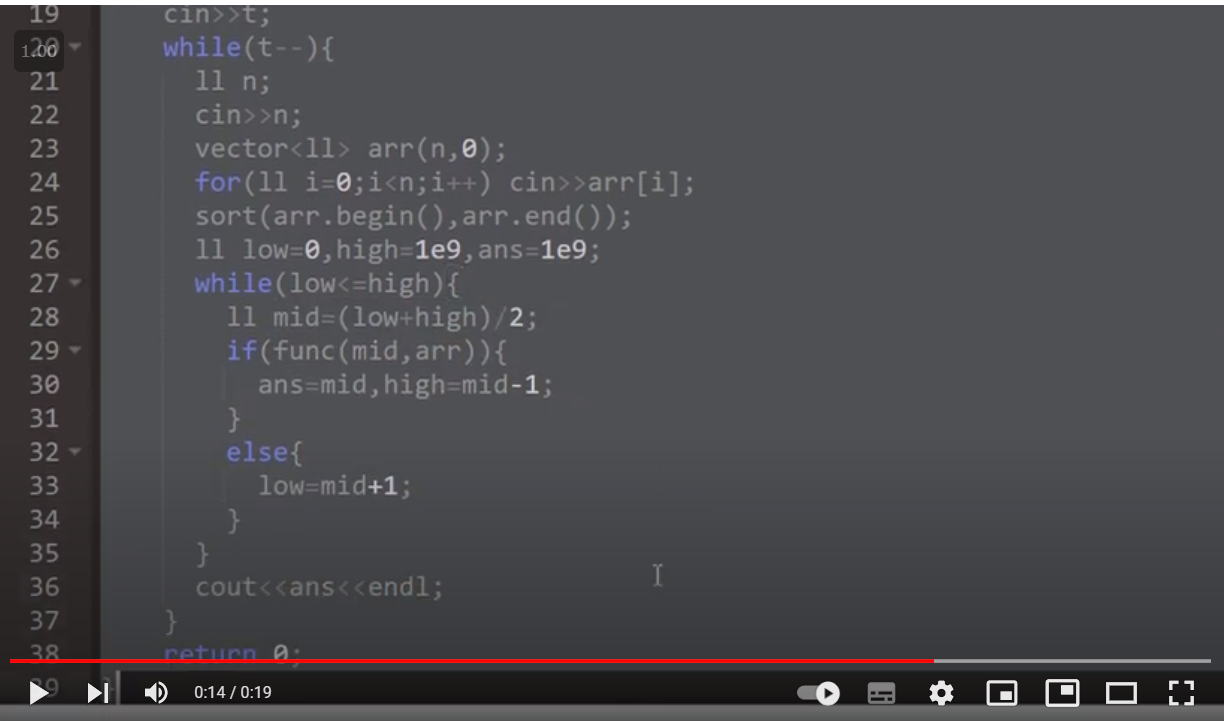 19 cin>>t;
1.00
20 while(t--){
21 ll n;
22 cin>>n;
23 vector<ll> arr(n,0);
24 for(ll i=0;i<n;i++) cin>>arr[i];
25 sort(arr.begin(),arr.end());
26 ll low=0,high=1e9,ans=1e9;
27 while(low<=high){
28 ll mid=(low+high)/2;
29 if(func(mid,arr)){
30 ans=mid,high=mid-1;
31 }
32 else{
33 low=mid+1;
34 }
35 }
36 cout<<ans<<endl;
37 }
38 return 0;
39 }
0:14 / 0:19